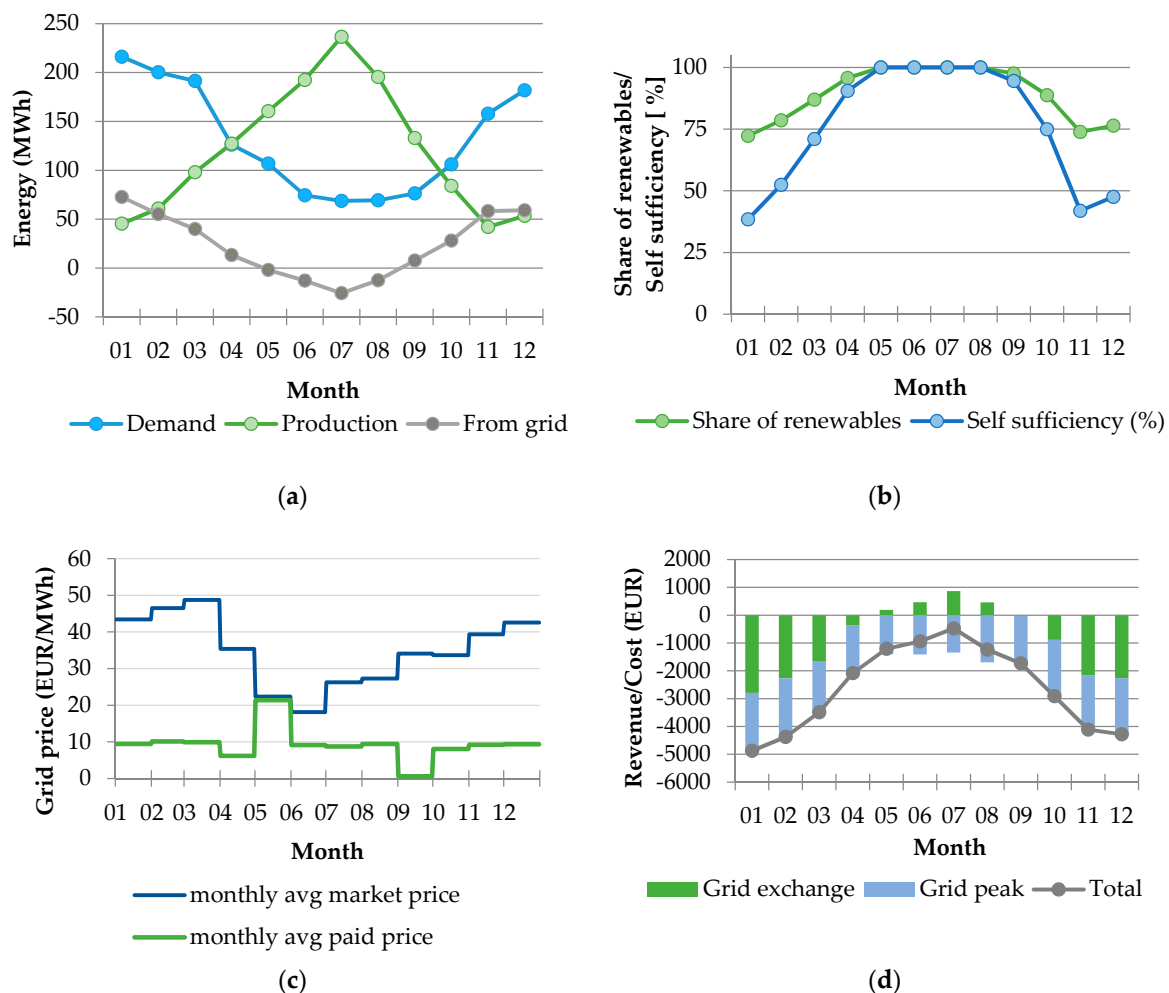 250
200
150
100
50
0
-50
Energy (MWh)
01 02 03 04 05 06 07 08 09 10 11 12
Month
Demand Production From grid
(a)
100
75
50
25
0
Share of renewables/
Self sufficiency [ %]
01 02 03 04 05 06 07 08 09 10 11 12
Month
Share of renewables Self sufficiency (%)
(b)
60
50
40
30
20
10
0
Grid price (EUR/MWh)
01 02 03 04 05 06 07 08 09 10 11 12
Month
monthly avg market price
monthly avg paid price
(c)
2000
1000
0
-1000
-2000
-3000
-4000
-5000
-6000
Revenue/Cost (EUR)
01 02 03 04 05 06 07 08 09 10 11 12
Month
Grid exchange Grid peak Total
(d)